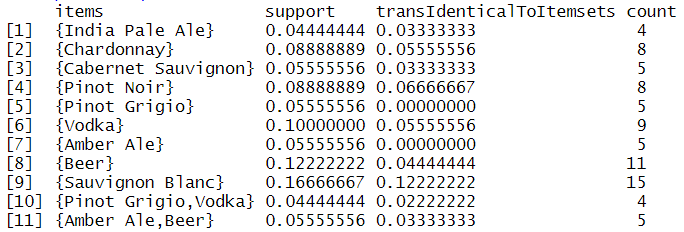 items support transIdenticalToItemsets count
[1] {India Pale Ale} 0.04444444 0.03333333 4
[2] {Chardonnay} 0.08888889 0.05555556 8
[3] {Cabernet Sauvignon} 0.05555556 0.03333333 5
[4] {Pinot Noir} 0.08888889 0.06666667 8
[5] {Pinot Grigio} 0.05555556 0.00000000 5
[6] {Vodka} 0.10000000 0.05555556 9
[7] {Amber Ale} 0.05555556 0.00000000 5
[8] {Beer} 0.12222222 0.04444444 11
[9] {Sauvignon Blanc} 0.16666667 0.12222222 15
[10] {Pinot Grigio,Vodka} 0.04444444 0.02222222 4
[11] {Amber Ale,Beer} 0.05555556 0.03333333 5